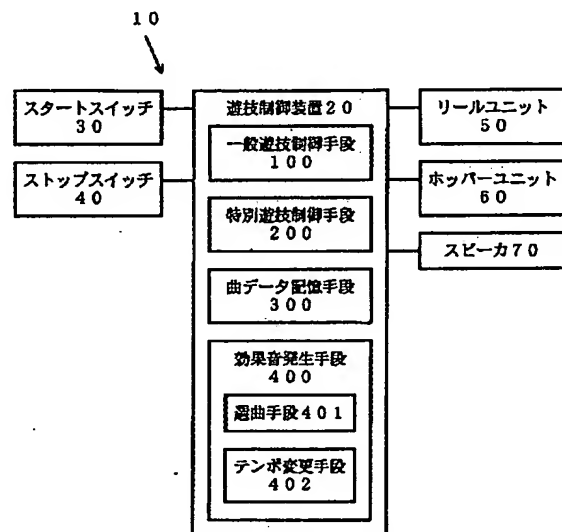 10
スタートスイッチ
30
ストップスイッチ
40
遊技制御装置20
一般遊技制御手段
100
特別遊技制御手段
200
曲データ記憶手段
300
効果音発生手段
400
選曲手段401
テンポ変更手段
402
リールユニット
50
ホッパーユニット
60
スピーカ70